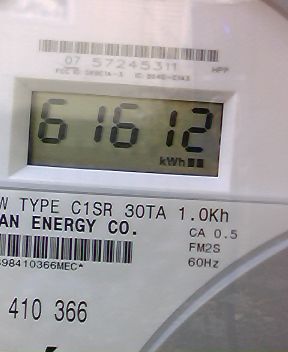 07 57245311
HPP
61612
kWh
W TYPE C1SR 30TA 1.0Kh
AN ENERGY CO.
CA 0.5
FM2S
60Hz
98410366MEC*
410 366